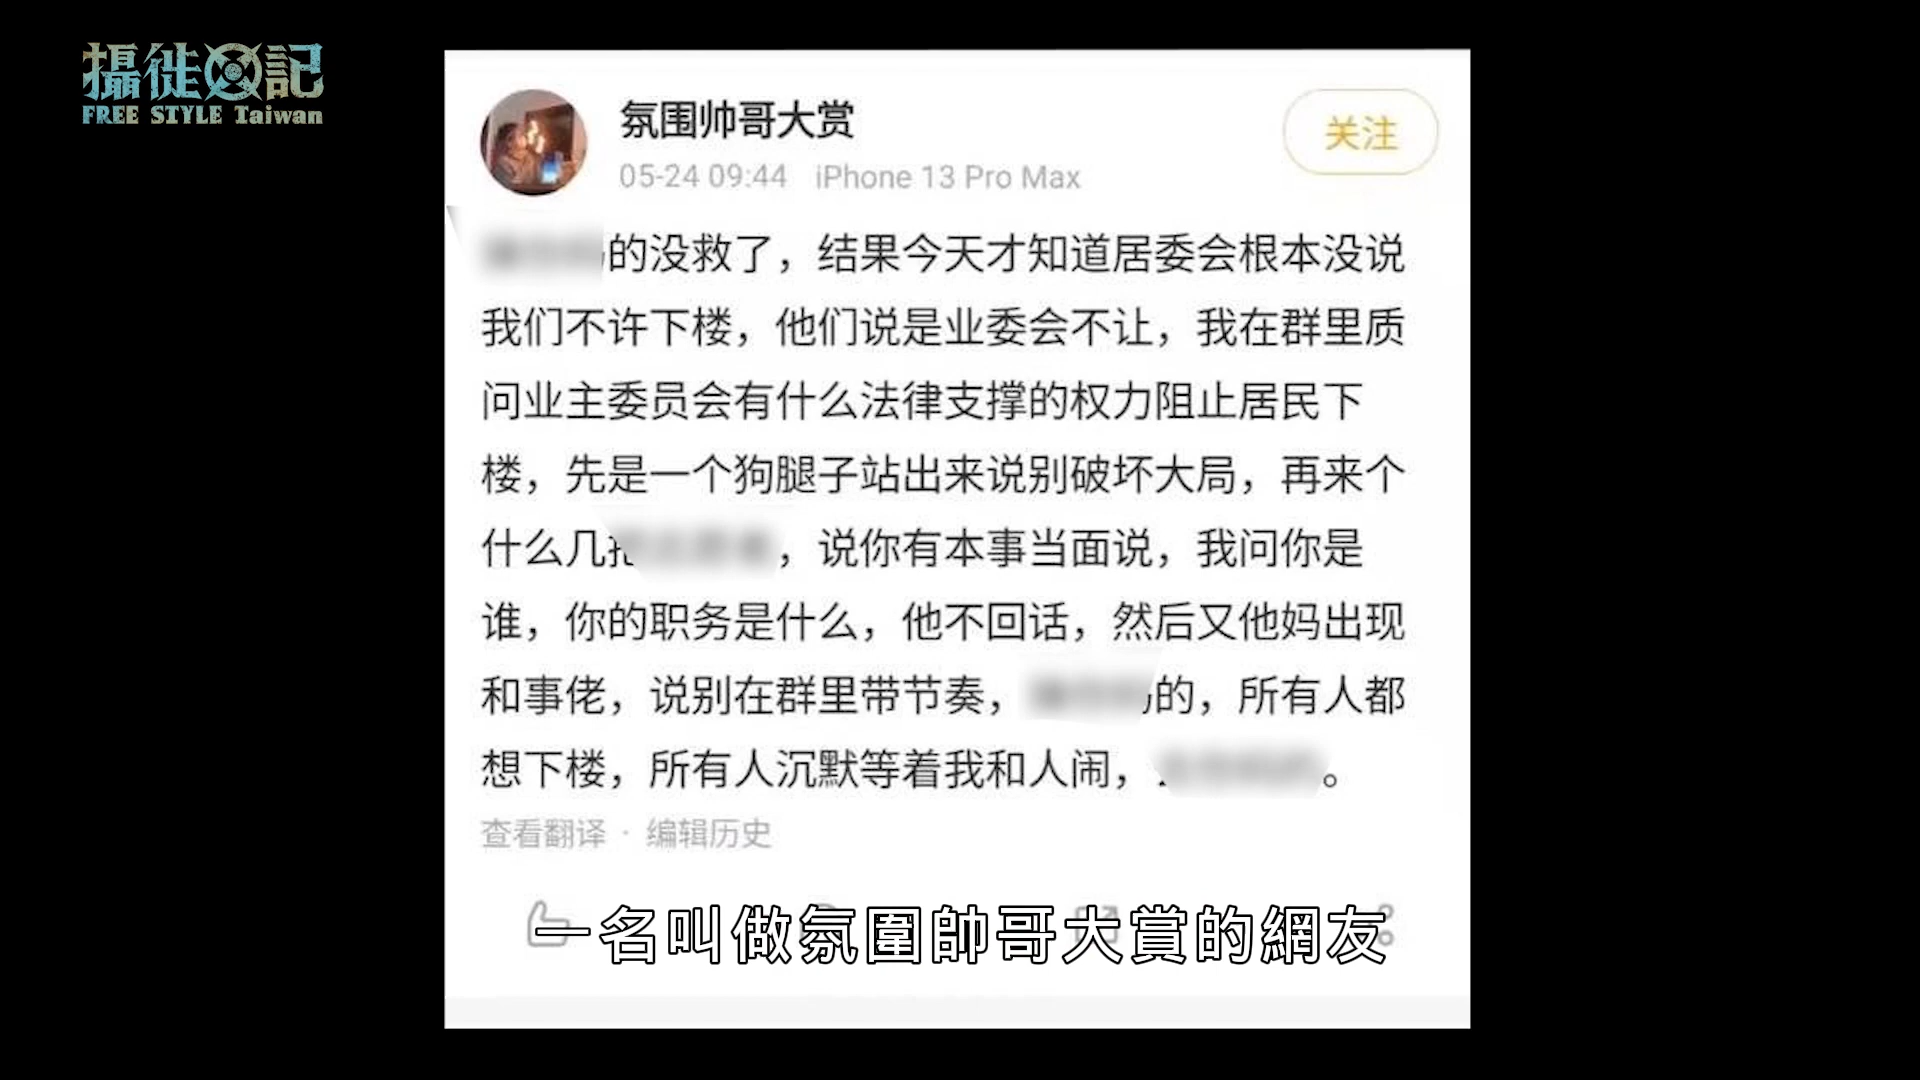 攝徒日記
FREE STYLE Taiwan
氛围帅哥大赏
关注
05-24 09:44 iPhone 13 Pro Max
的没救了，结果今天才知道居委会根本没说
我们不许下楼，他们说是业委会不让，我在群里质
问业主委员会有什么法律支撑的权力阻止居民下
楼，先是一个狗腿子站出来说别破坏大局，再来个
什么几，说你有本事当面说，我问你是
谁，你的职务是什么，他不回话，然后又他妈出现
和事佬，说别在群里带节奏，的，所有人都
想下楼，所有人沉默等着我和人闹，。
查看翻译 · 编辑历史
一名叫做氛圍帥哥大賞的網友